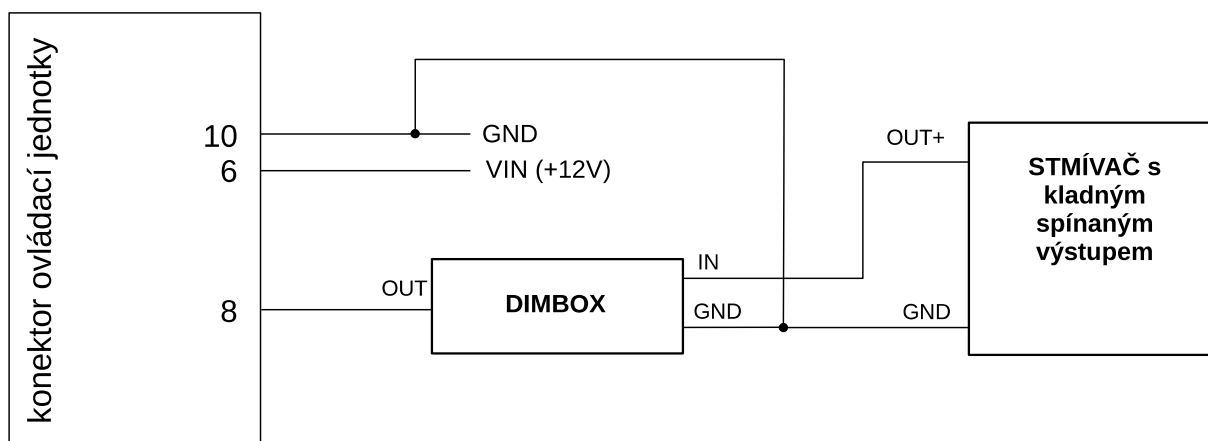 konektor ovládací jednotky
10
GND
6
VIN (+12V)
8
OUT
DIMBOX
IN
GND
OUT+
GND
STMÍVAČ s
kladným
spínaným
výstupem